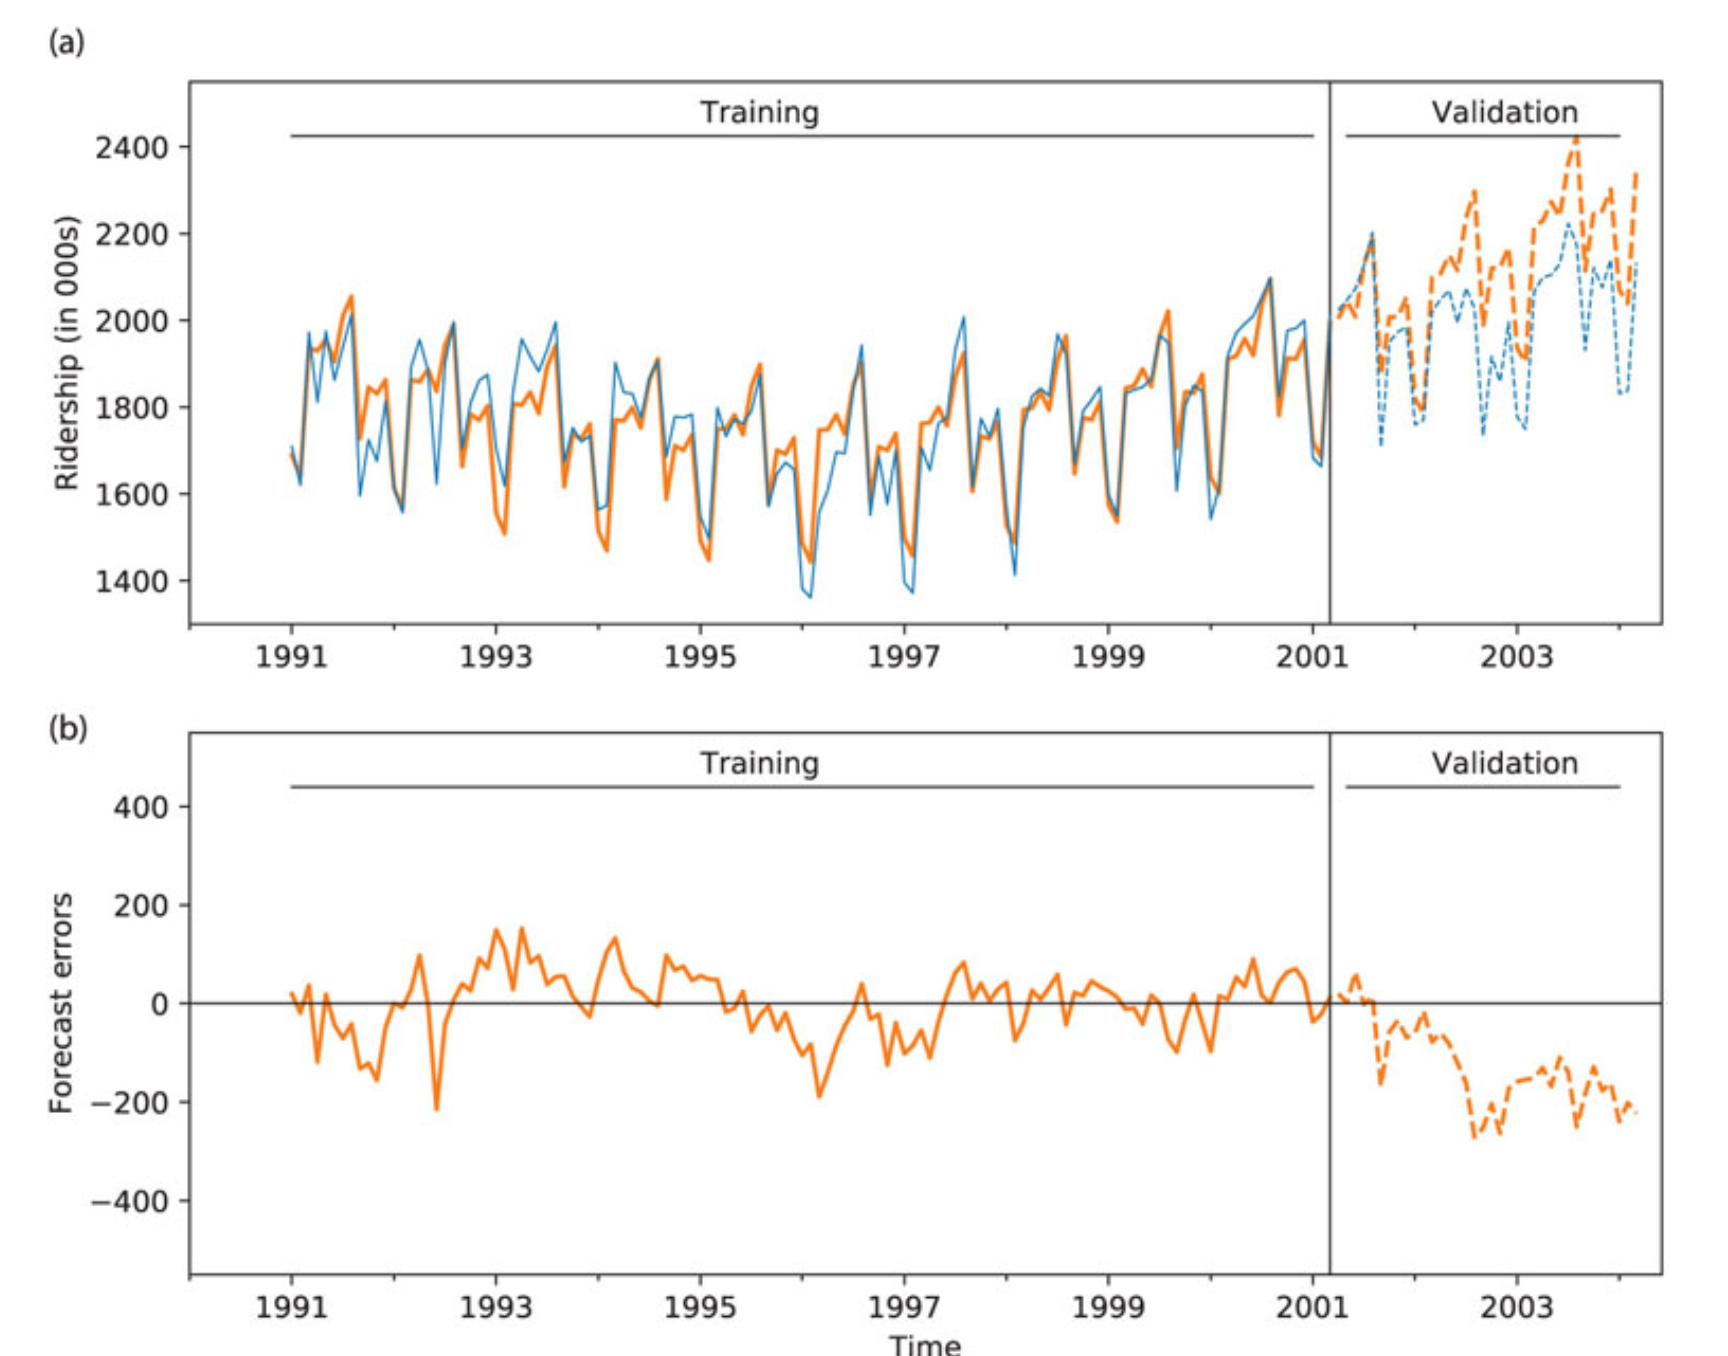 (a)
Training
Validation
2400
2200
2000
1800
1600
1400
Ridership (in 000s)
1991
1993
1995
1997
1999
2001
2003
(b)
Training
Validation
400
200
0
−200
−400
Forecast errors
1991
1993
1995
1997
1999
2001
2003
Time